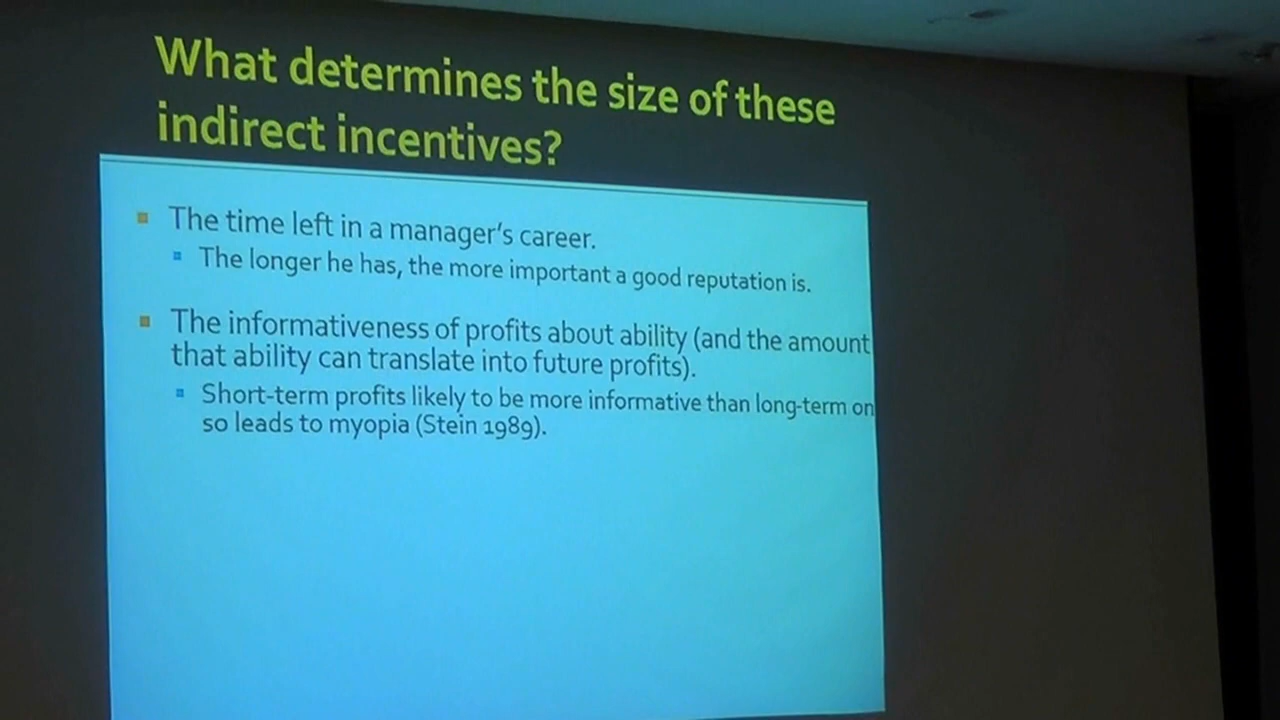 What determines the size of these
indirect incentives?
The time left in a manager's career.
The longer he has, the more important a good reputation is.
The informativeness of profits about ability (and the amount
that ability can translate into future profits).
Short-term profits likely to be more informative than long-term on
so leads to myopia (Stein 1989).